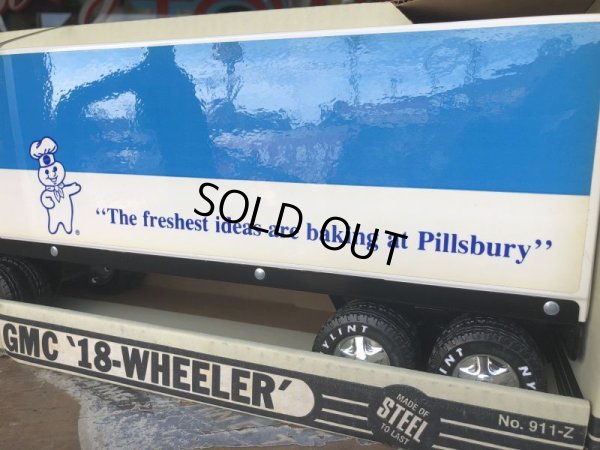 "The freshest ideas are baking at Pillsbury"
®
SOLD OUT
NYLINT
GMC '18-WHEELER'
MADE OF
STEEL
TO LAST
No. 911-Z